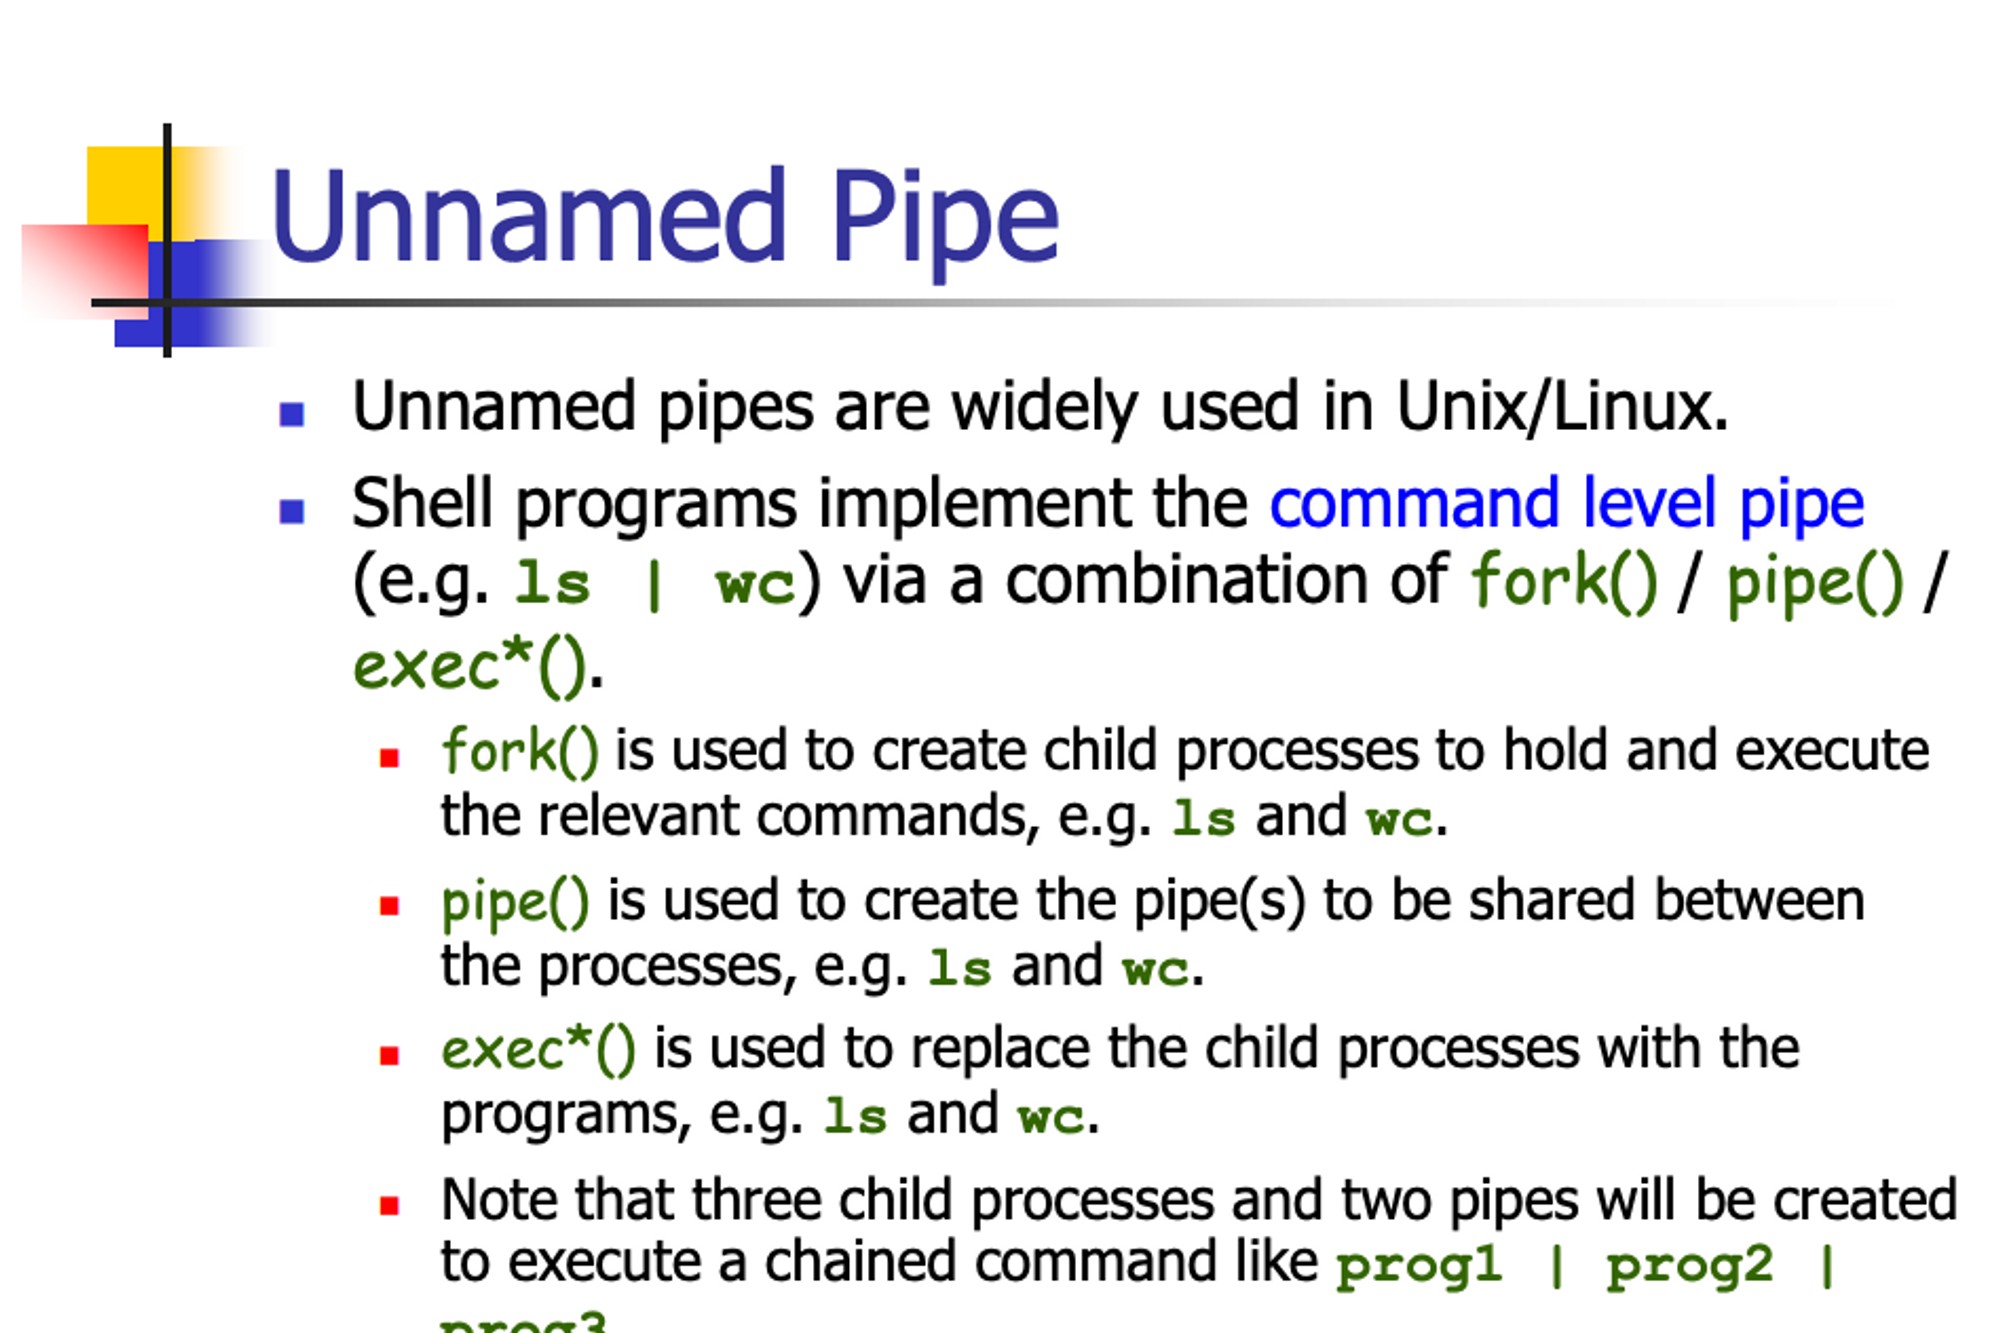 Unnamed Pipe
Unnamed pipes are widely used in Unix/Linux.
Shell programs implement the command level pipe
(e.g. ls | wc) via a combination of fork() / pipe() /
exec*().
fork() is used to create child processes to hold and execute
the relevant commands, e.g. ls and wc.
pipe() is used to create the pipe(s) to be shared between
the processes, e.g. ls and wc.
exec*() is used to replace the child processes with the
programs, e.g. ls and wc.
Note that three child processes and two pipes will be created
to execute a chained command like prog1 | prog2 |
prog3